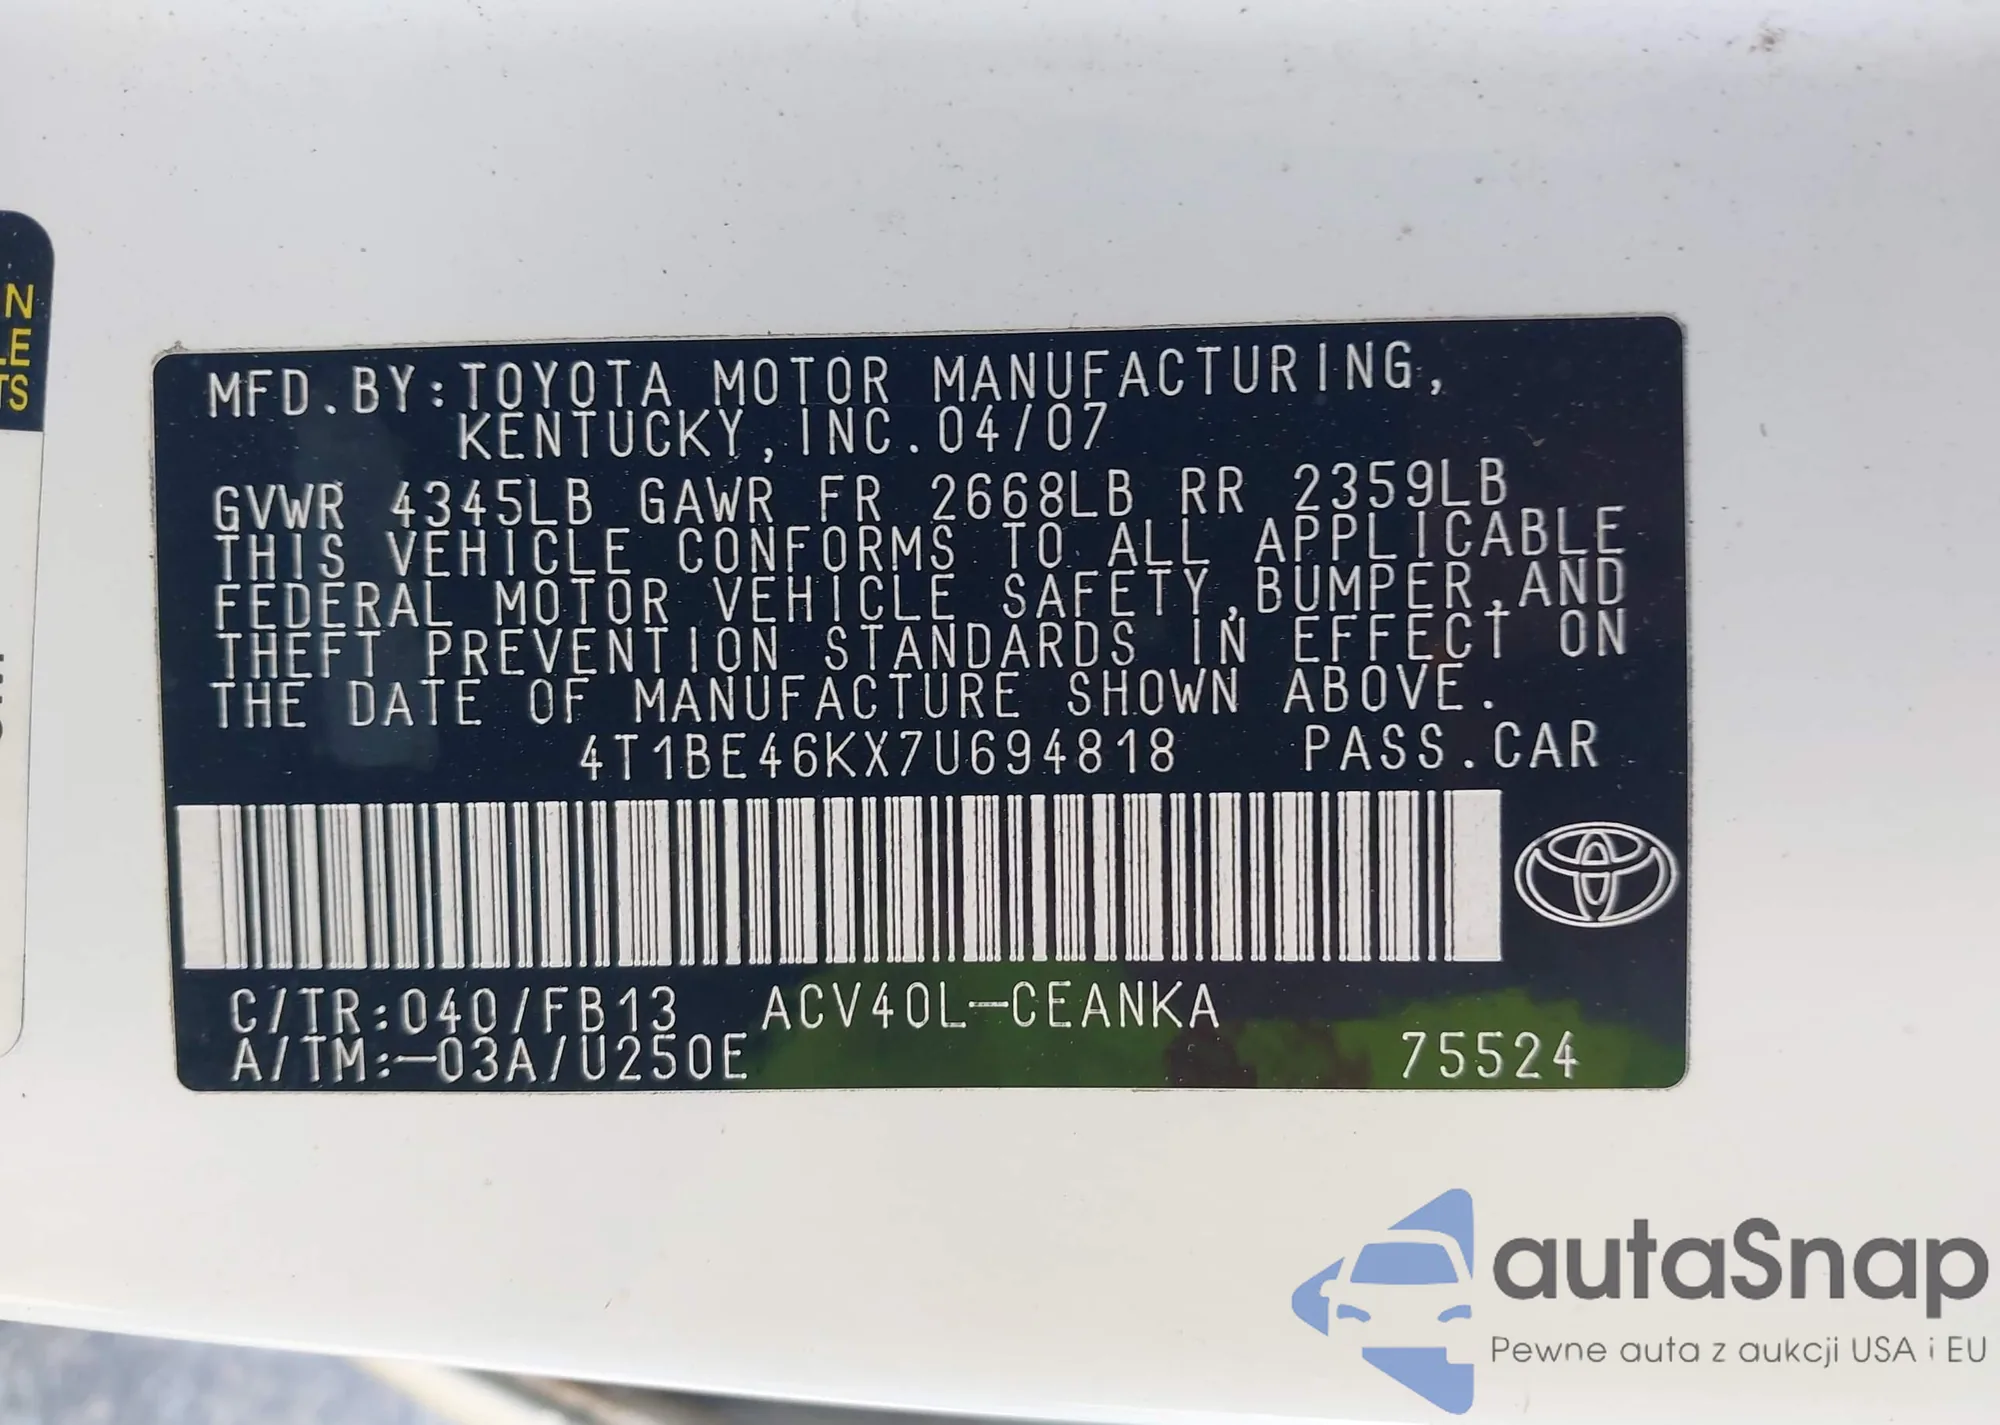 N
LE
TS
MFD.BY:TOYOTA MOTOR MANUFACTURING,
KENTUCKY,INC.04/07
GVWR 4345LB GAWR FR 2668LB RR 2359LB
THIS VEHICLE CONFORMS TO ALL APPLICABLE
FEDERAL MOTOR VEHICLE SAFETY,BUMPER,AND
THEFT PREVENTION STANDARDS IN EFFECT ON
THE DATE OF MANUFACTURE SHOWN ABOVE.
4T1BE46KX7U694818 PASS.CAR
C/TR:040/FB13 ACV40L-CEANKA
A/TM:-03A/U250E 75524
autaSnap
Pewne auta z aukcji USA i EU